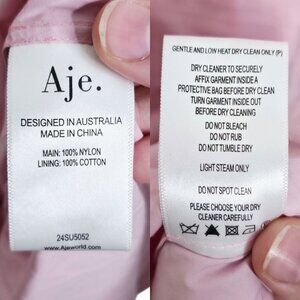 Aje.
DESIGNED IN AUSTRALIA
MADE IN CHINA
MAIN: 100% NYLON
LINING: 100% COTTON
24SU5052
www.Ajeworld.com
GENTLE AND LOW HEAT DRY CLEAN ONLY (P)
DRY CLEANER TO SECURELY
AFFIX GARMENT INSIDE A
PROTECTIVE BAG BEFORE DRY CLEAN
TURN GARMENT INSIDE OUT
BEFORE DRY CLEANING
DO NOT BLEACH
DO NOT RUB
DO NOT TUMBLE DRY
LIGHT STEAM ONLY
DO NOT SPOT CLEAN
PLEASE CHOOSE YOUR DRY
CLEANER CAREFULLY